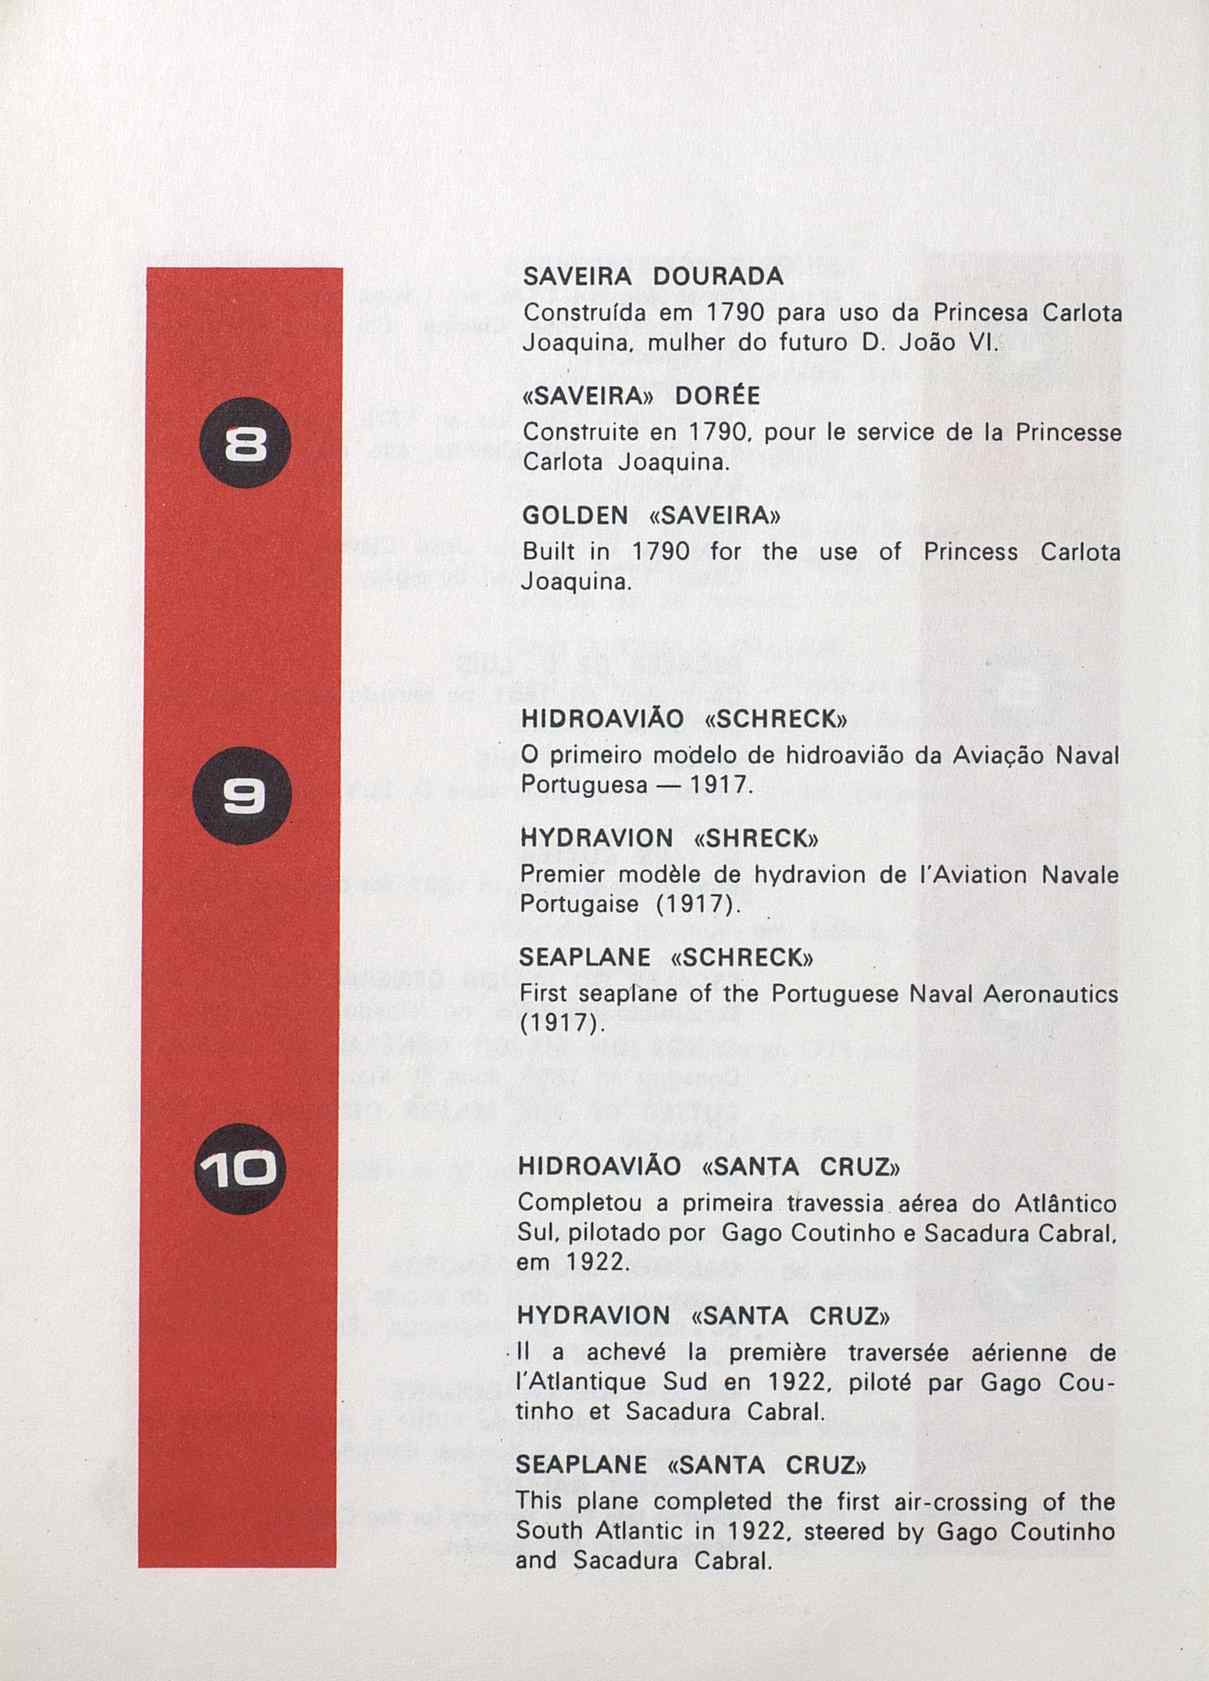 8
SAVEIRA DOURADA
Construída em 1790 para uso da Princesa Carlota
Joaquina, mulher do futuro D. João VI.
«SAVEIRA» DORÉE
Construite en 1790, pour le service de la Princesse
Carlota Joaquina.
GOLDEN «SAVEIRA»
Built in 1790 for the use of Princess Carlota
Joaquina.
9
HIDROAVIÃO «SCHRECK»
O primeiro modelo de hidroavião da Aviação Naval
Portuguesa — 1917.
HYDRAVION «SHRECK»
Premier modèle de hydravion de l'Aviation Navale
Portugaise (1917).
SEAPLANE «SCHRECK»
First seaplane of the Portuguese Naval Aeronautics
(1917).
10
HIDROAVIÃO «SANTA CRUZ»
Completou a primeira travessia aérea do Atlântico
Sul, pilotado por Gago Coutinho e Sacadura Cabral,
em 1922.
HYDRAVION «SANTA CRUZ»
Il a achevé la première traversée aérienne de
l'Atlantique Sud en 1922, piloté par Gago Cou-
tinho et Sacadura Cabral.
SEAPLANE «SANTA CRUZ»
This plane completed the first air-crossing of the
South Atlantic in 1922, steered by Gago Coutinho
and Sacadura Cabral.